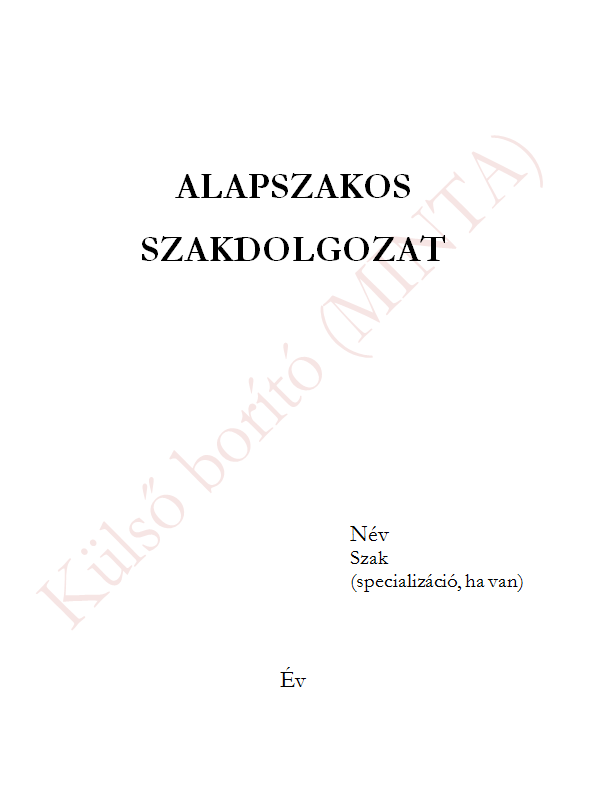 ALAPSZAKOS
SZAKDOLGOZAT
Külső borító (MINTA)
Név
Szak
(specializáció, ha van)
Év